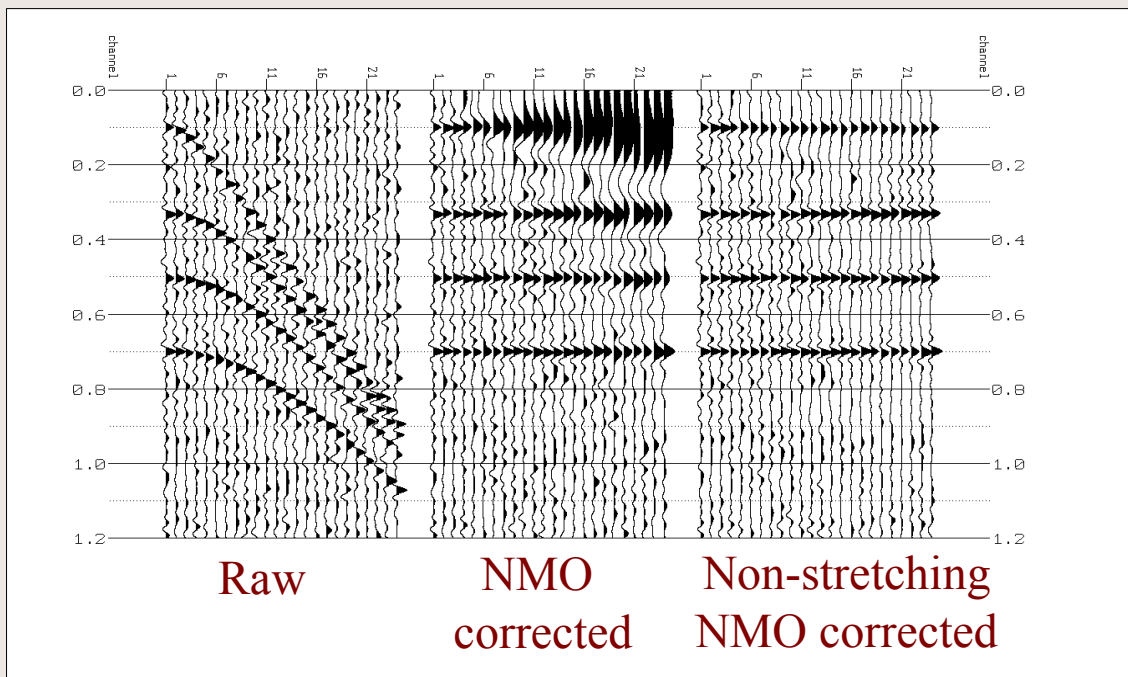 channel 1 6 11 16 21 1 6 11 16 21 1 6 11 16 21 channel
0.0 0.0
0.2 0.2
0.4 0.4
0.6 0.6
0.8 0.8
1.0 1.0
1.2 1.2
Raw NMO Non-stretching
corrected NMO corrected